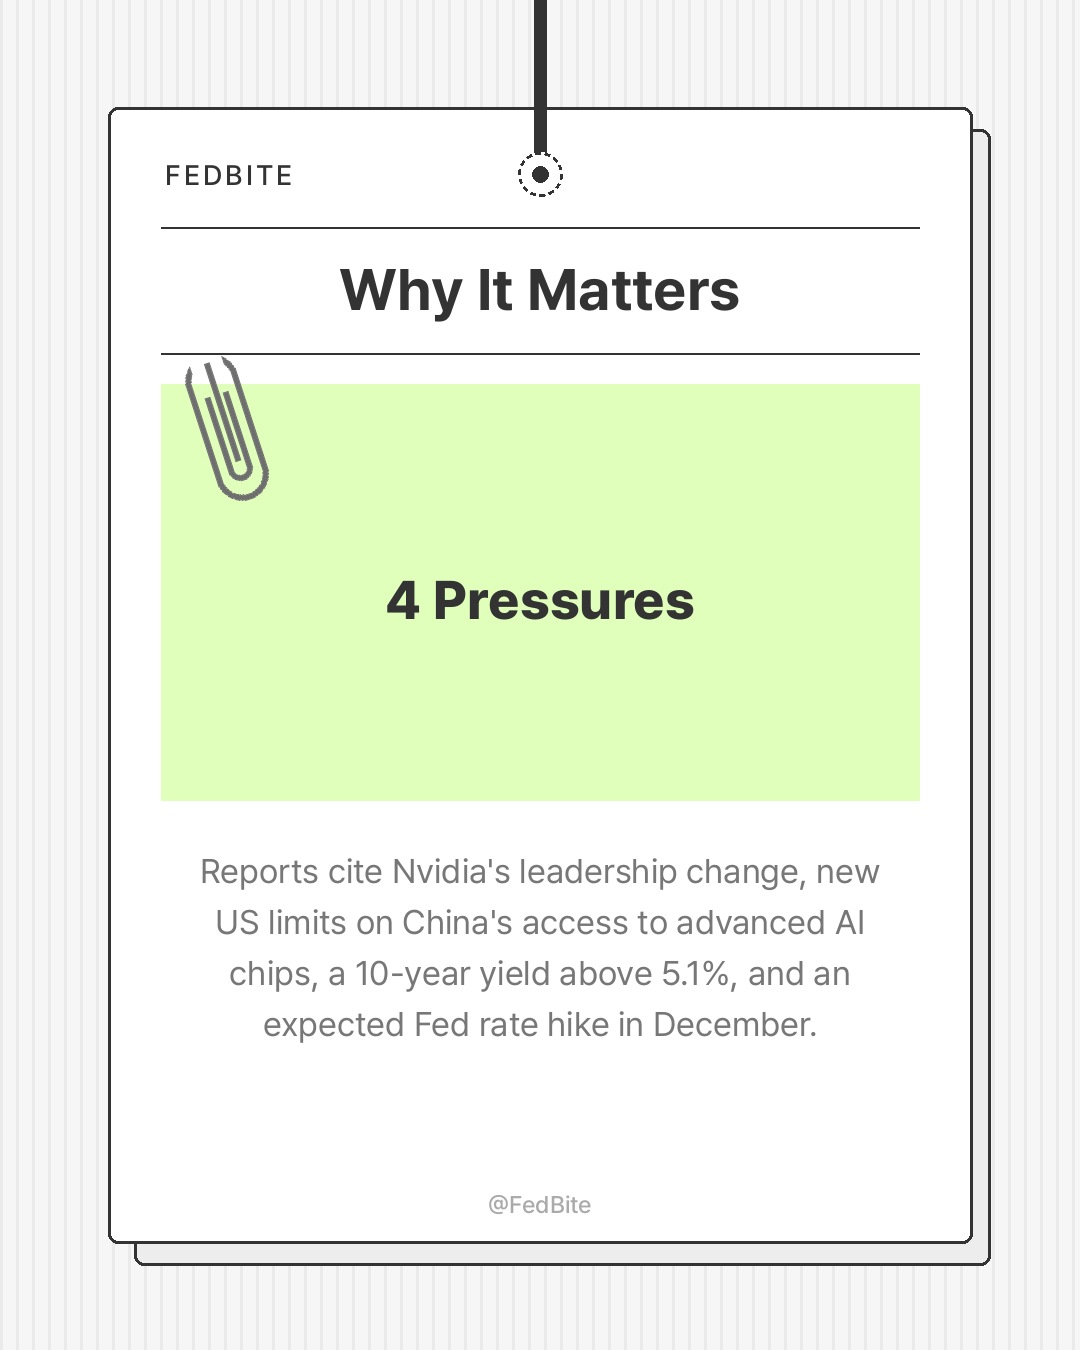 FEDBITE
Why It Matters
4 Pressures
Reports cite Nvidia's leadership change, new
US limits on China's access to advanced AI
chips, a 10-year yield above 5.1%, and an
expected Fed rate hike in December.
@FedBite